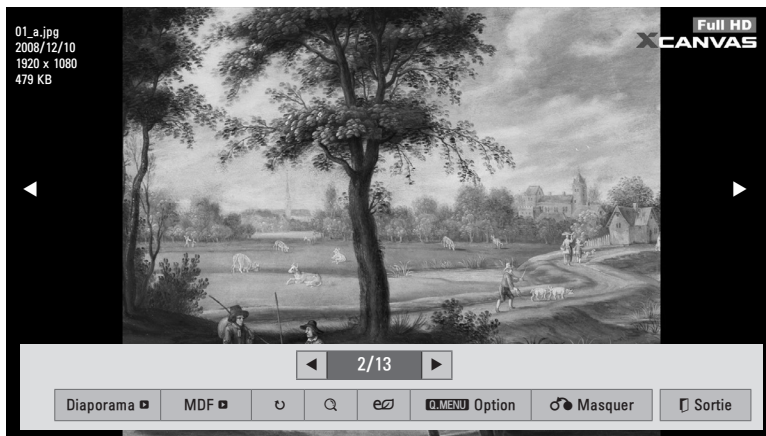 01_a.jpg
2008/12/10
1920 x 1080
479 KB
Full HD
XCANVAS
2/13
Diaporama MDF Q.MENU Option Masquer Sortie